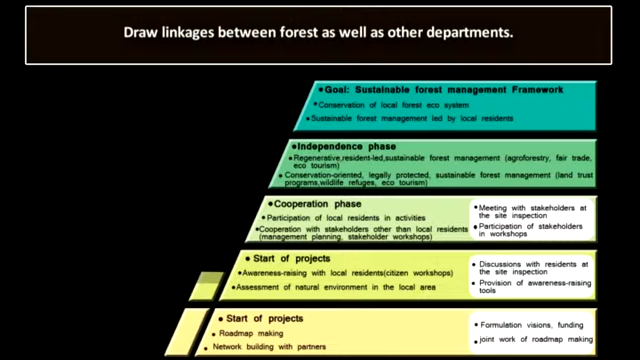 Draw linkages between forest as well as other departments.
•Goal: Sustainable forest management Framework
•Conservation of local forest eco system
•Sustainable forest management led by local residents
•Independence phase
•Regenerative,resident-led,sustainable forest management (agroforestry, fair trade,
eco tourism)
•Conservation-oriented, legally protected, sustainable forest management (land trust
programs,wildlife refuges, eco tourism)
•Cooperation phase
•Participation of local residents in activities
•Cooperation with stakeholders other than local residents
(management planning, stakeholder workshops)
•Meeting with stakeholders at
the site inspection
•Participation of stakeholders
in workshops
• Start of projects
•Awareness-raising with local residents(citizen workshops)
•Assessment of natural environment in the local area
•Discussions with residents at
the site inspection
•Provision of awareness-raising
tools
• Start of projects
• Roadmap making
• Network building with partners
• Formulation visions, funding
•joint work of roadmap making